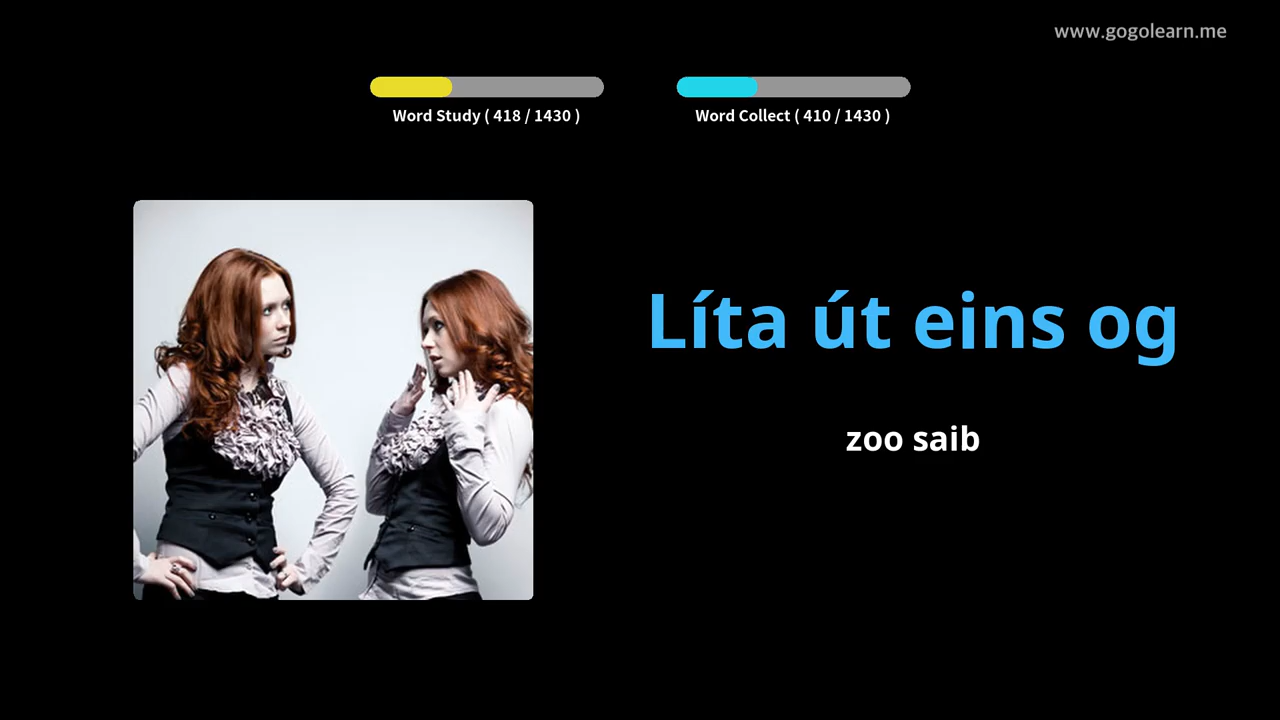 www.gogolearn.me
Word Study ( 418 / 1430 )
Word Collect ( 410 / 1430 )
Líta út eins og
zoo saib